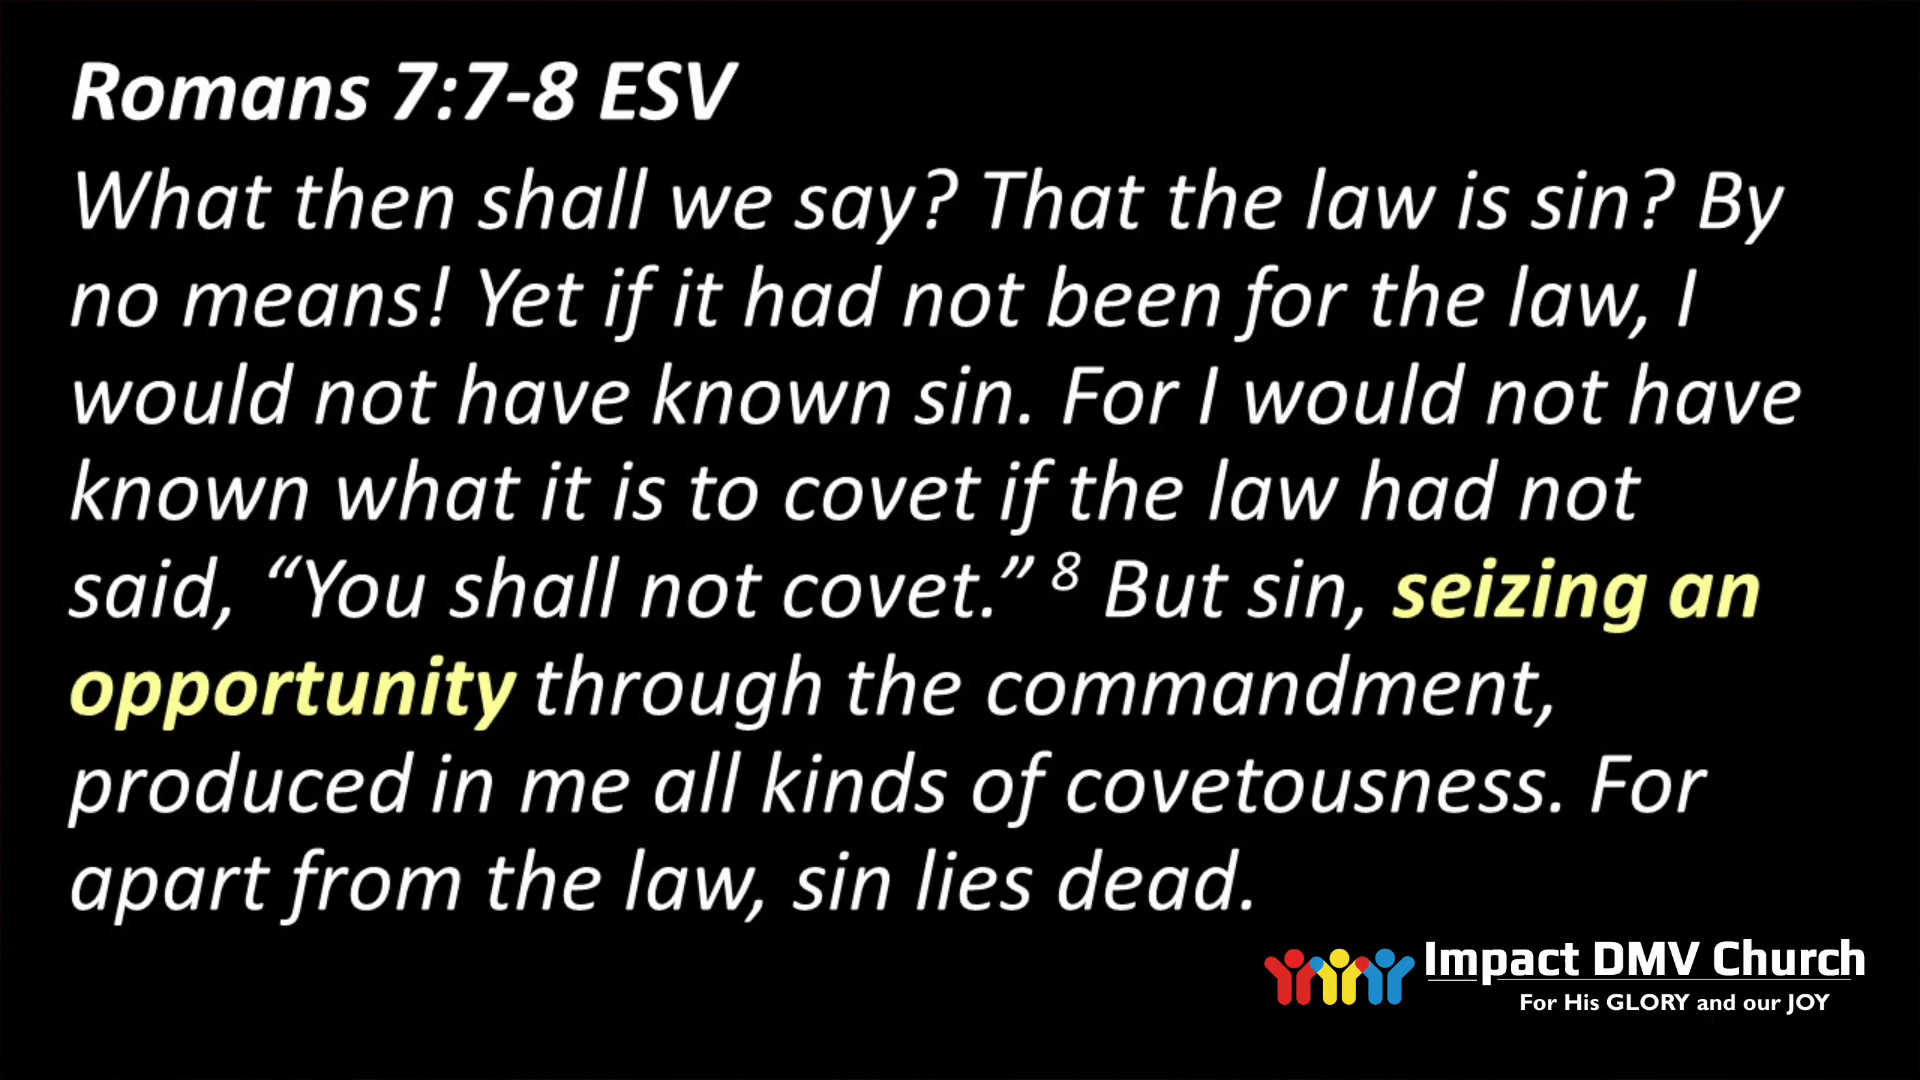 Romans 7:7-8 ESV
What then shall we say? That the law is sin? By
no means! Yet if it had not been for the law, I
would not have known sin. For I would not have
known what it is to covet if the law had not
said, “You shall not covet.” 8 But sin, seizing an
opportunity through the commandment,
produced in me all kinds of covetousness. For
apart from the law, sin lies dead.
Impact DMV Church
For His GLORY and our JOY